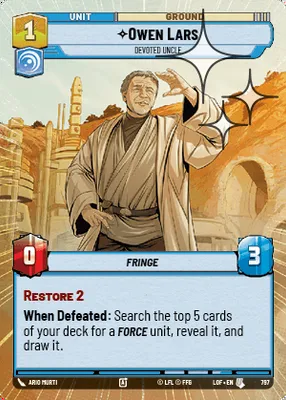 UNIT
GROUND
1
✧OWEN LARS
DEVOTED UNCLE
0
FRINGE
3
RESTORE 2
When Defeated: Search the top 5 cards
of your deck for a FORCE unit, reveal it, and
draw it.
ARIO MURTI
© LFL © FFG
LOF • EN
797